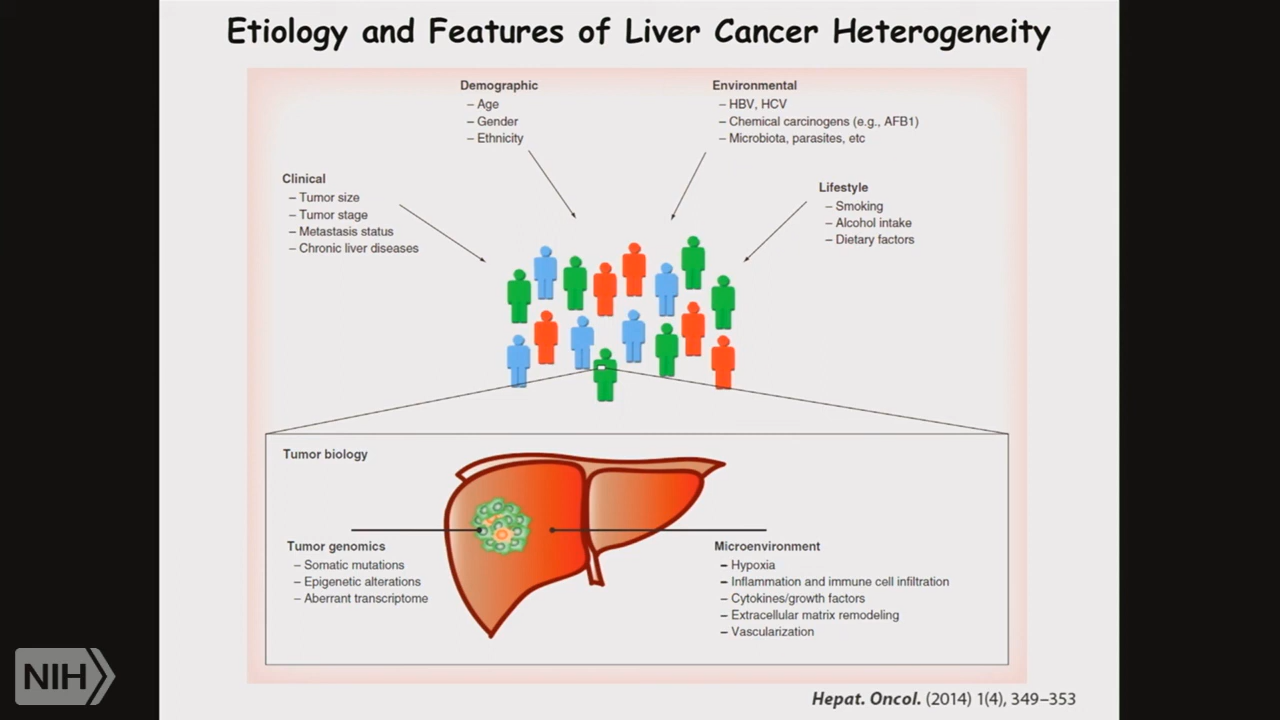 Etiology and Features of Liver Cancer Heterogeneity
Demographic
– Age
– Gender
– Ethnicity
Environmental
– HBV, HCV
– Chemical carcinogens (e.g., AFB1)
– Microbiota, parasites, etc
Clinical
– Tumor size
– Tumor stage
– Metastasis status
– Chronic liver diseases
Lifestyle
– Smoking
– Alcohol intake
– Dietary factors
Tumor biology
Tumor genomics
– Somatic mutations
– Epigenetic alterations
– Aberrant transcriptome
Microenvironment
– Hypoxia
– Inflammation and immune cell infiltration
– Cytokines/growth factors
– Extracellular matrix remodeling
– Vascularization
NIH
Hepat. Oncol. (2014) 1(4), 349–353